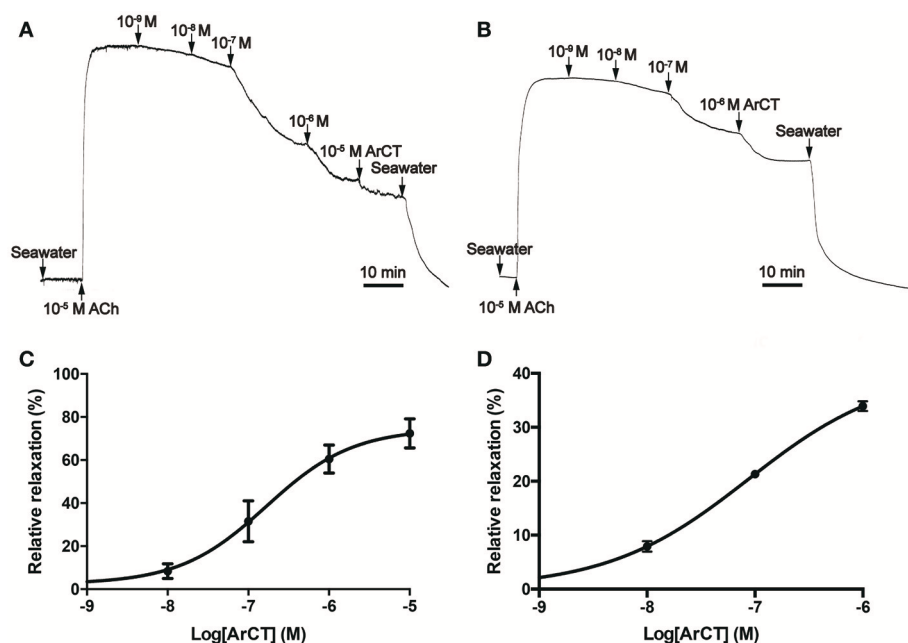 A
10⁻⁹ M
10⁻⁸ M
10⁻⁷ M
10⁻⁶ M
10⁻⁵ M ArCT
Seawater
Seawater
10⁻⁵ M ACh
10 min
B
10⁻⁹ M
10⁻⁸ M
10⁻⁷ M
10⁻⁶ M ArCT
Seawater
Seawater
10⁻⁵ M ACh
10 min
C
Relative relaxation (%)
100
80
60
40
20
0
-9 -8 -7 -6 -5
Log[ArCT] (M)
D
Relative relaxation (%)
40
30
20
10
0
-9 -8 -7 -6
Log[ArCT] (M)